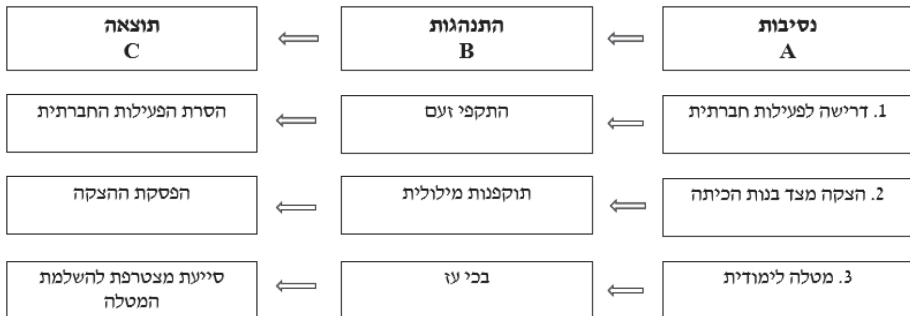 נסיבות
A
התנהגות
B
תוצאה
C
1. דרישה לפעילות חברתית
התקפי זעם
הסרת הפעילות החברתית
2. הצקה מצד בנות הכיתה
תוקפנות מילולית
הפסקת ההצקה
3. מטלה לימודית
בכי עז
סייעת מצטרפת להשלמת
המטלה